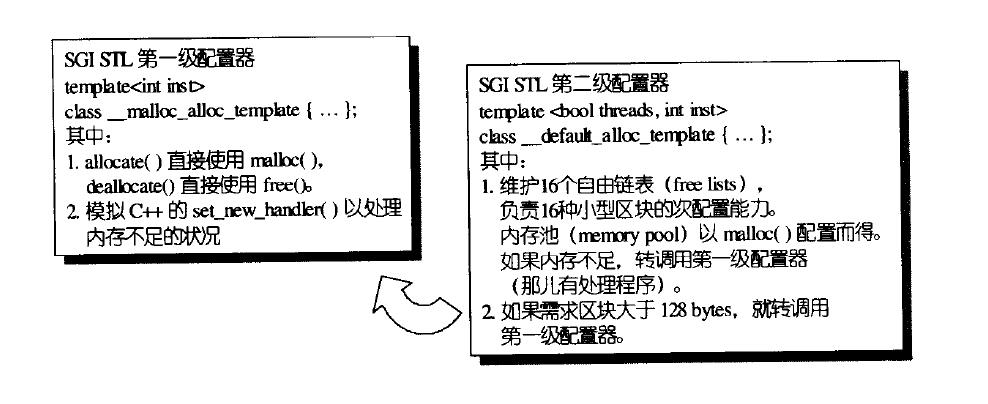 SGI STL 第一级配置器
template<int inst>
class __malloc_alloc_template { … };
其中：
1. allocate( ) 直接使用 malloc( )，
deallocate() 直接使用 free()。
2. 模拟 C++ 的 set_new_handler( ) 以处理
内存不足的状况
SGI STL 第二级配置器
template <bool threads, int inst>
class __default_alloc_template { … };
其中：
1. 维护16个自由链表（free lists），
负责16种小型区块的次配置能力。
内存池（memory pool）以 malloc( ) 配置而得。
如果内存不足，转调用第一级配置器
（那儿有处理程序）。
2. 如果需求区块大于 128 bytes，就转调用
第一级配置器。